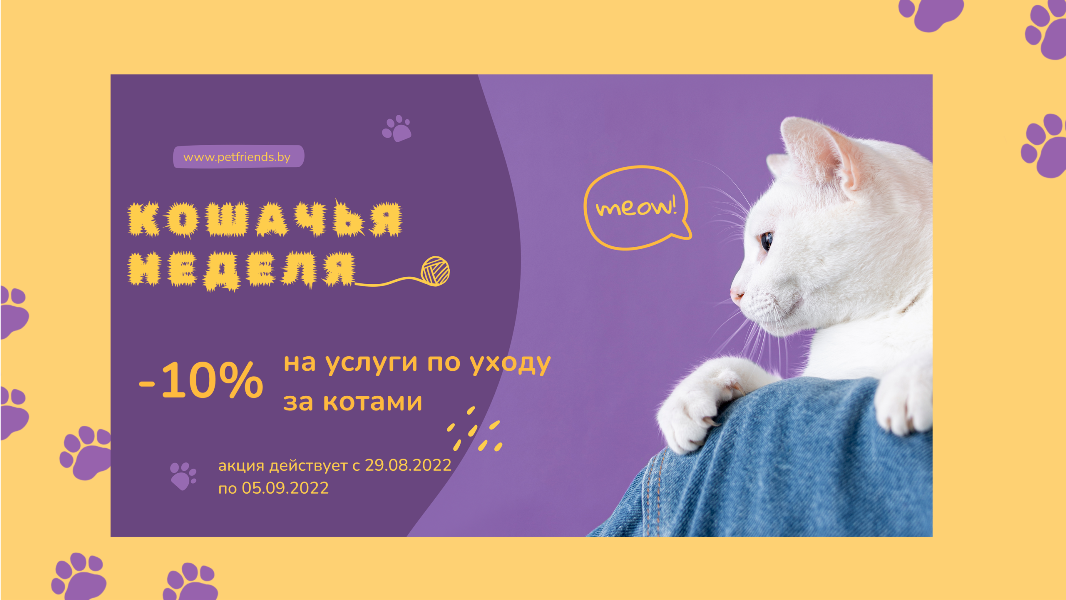 www.petfriends.by
КОШАЧЬЯ
НЕДЕЛЯ
meow!
-10%
на услуги по уходу
за котами
акция действует с 29.08.2022
по 05.09.2022